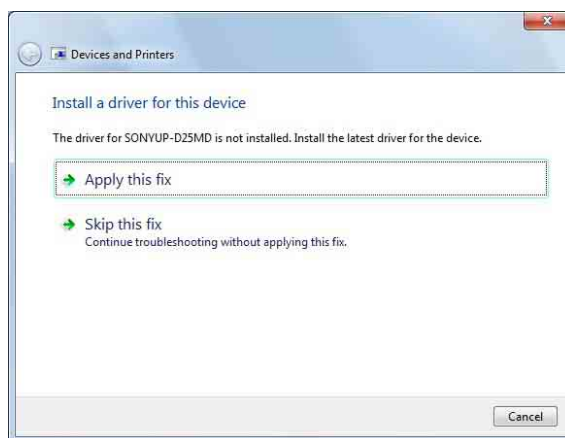 Devices and Printers
Install a driver for this device
The driver for SONYUP-D25MD is not installed. Install the latest driver for the device.
Apply this fix
Skip this fix
Continue troubleshooting without applying this fix.
Cancel